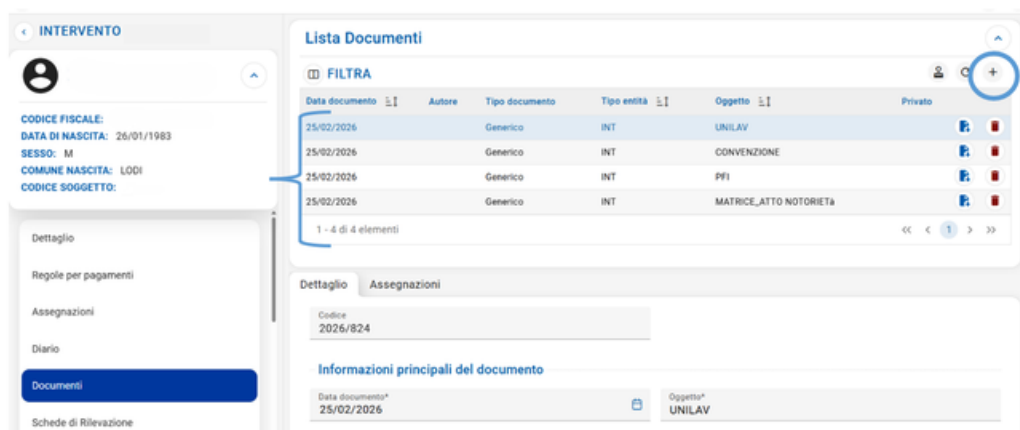 INTERVENTO
CODICE FISCALE:
DATA DI NASCITA: 26/01/1983
SESSO: M
COMUNE NASCITA: LODI
CODICE SOGGETTO:
Dettaglio
Regole per pagamenti
Assegnazioni
Diario
Documenti
Schede di Rilevazione
Lista Documenti
FILTRA
Data documento Autore Tipo documento Tipo entità Oggetto Privato
25/02/2026 Generico INT UNILAV
25/02/2026 Generico INT CONVENZIONE
25/02/2026 Generico INT PFI
25/02/2026 Generico INT MATRICE_ATTO NOTORIETà
1 - 4 di 4 elementi << < 1 > >>
Dettaglio Assegnazioni
Codice
2026/824
Informazioni principali del documento
Data documento* Oggetto*
25/02/2026 UNILAV